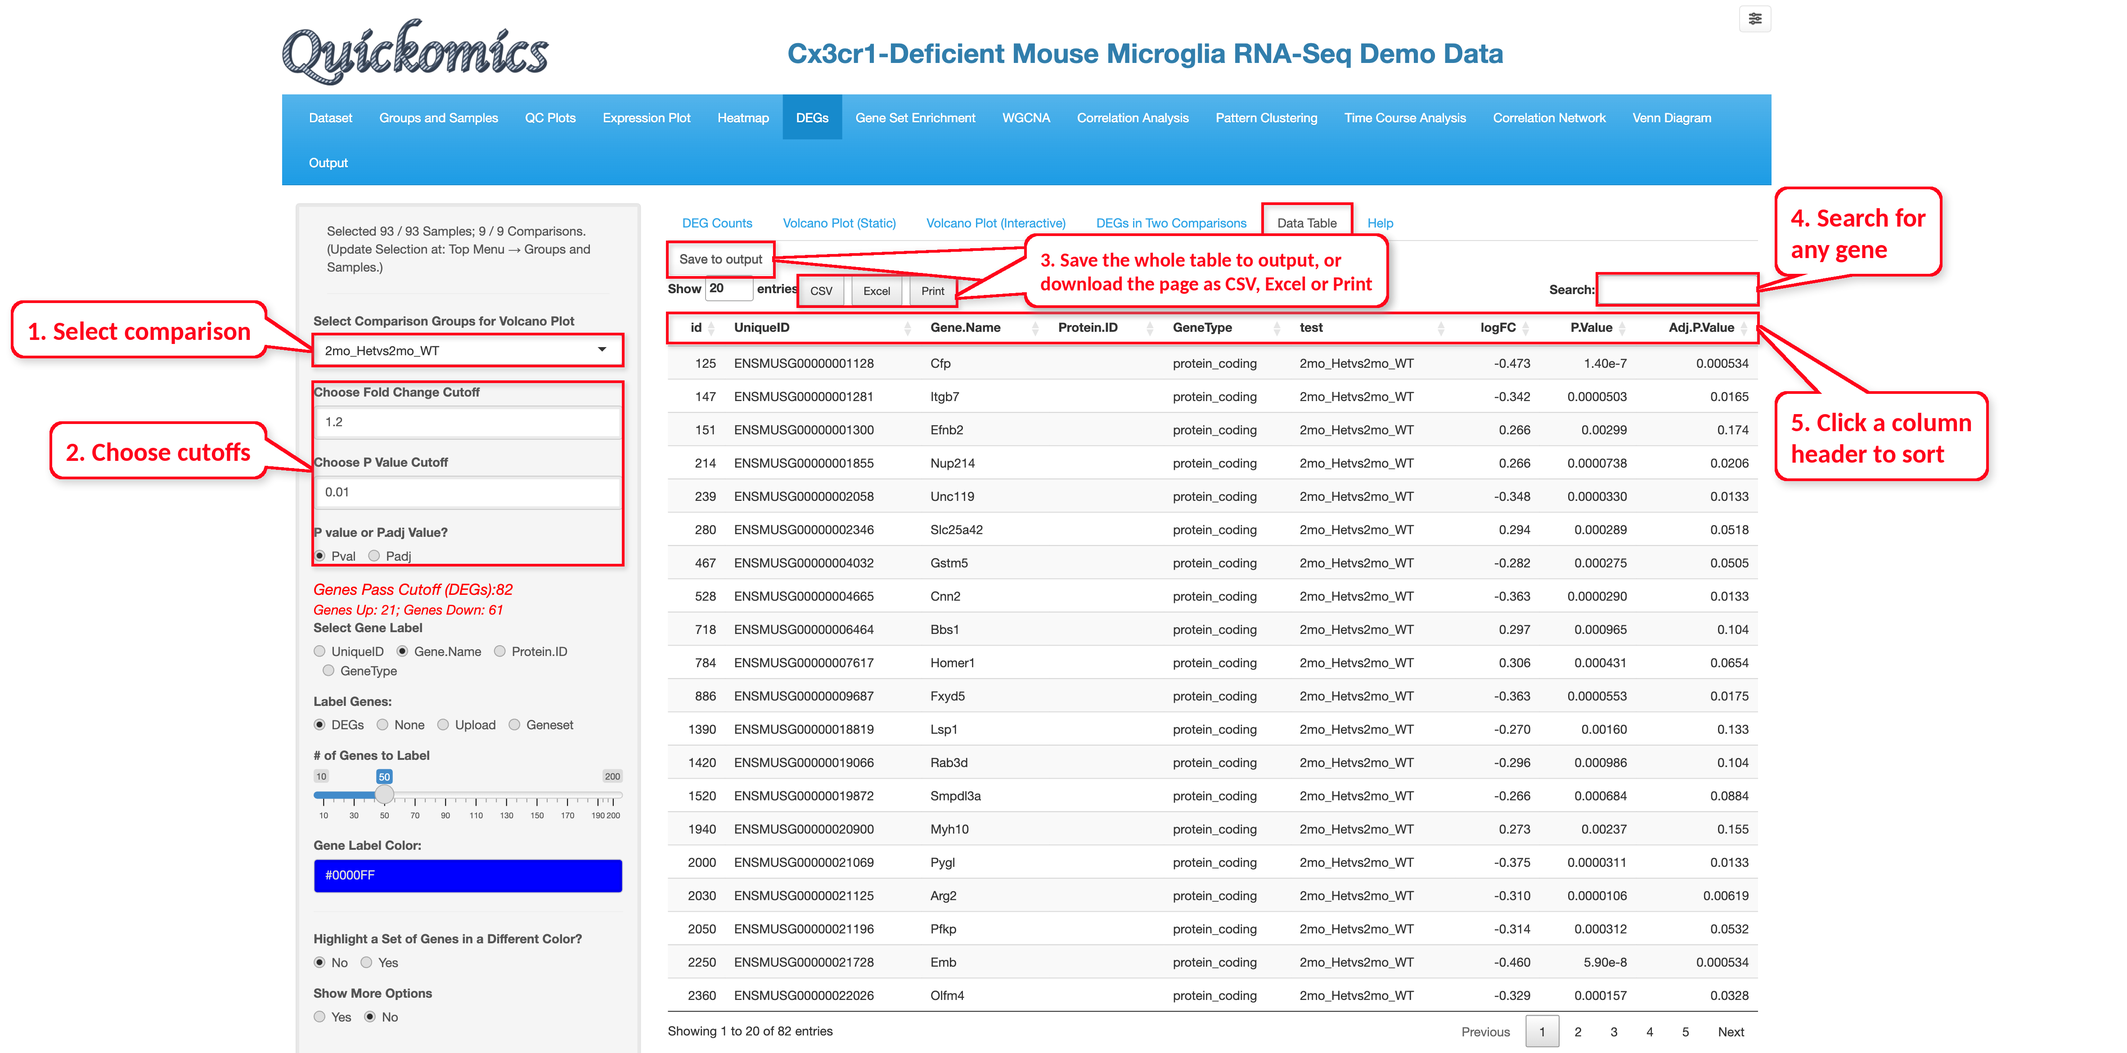 Quickomics
Cx3cr1-Deficient Mouse Microglia RNA-Seq Demo Data
Dataset Groups and Samples QC Plots Expression Plot Heatmap DEGs Gene Set Enrichment WGCNA Correlation Analysis Pattern Clustering Time Course Analysis Correlation Network Venn Diagram
Output
Selected 93 / 93 Samples; 9 / 9 Comparisons.
(Update Selection at: Top Menu → Groups and
Samples.)
1. Select comparison
Select Comparison Groups for Volcano Plot
2mo_Hetvs2mo_WT
2. Choose cutoffs
Choose Fold Change Cutoff
1.2
Choose P Value Cutoff
0.01
P value or P.adj Value?
Pval Padj
Genes Pass Cutoff (DEGs):82
Genes Up: 21; Genes Down: 61
Select Gene Label
UniqueID Gene.Name Protein.ID
GeneType
Label Genes:
DEGs None Upload Geneset
# of Genes to Label
10 50 200
10 30 50 70 90 110 130 150 170 190 200
Gene Label Color:
#0000FF
Highlight a Set of Genes in a Different Color?
No Yes
Show More Options
Yes No
DEG Counts Volcano Plot (Static) Volcano Plot (Interactive) DEGs in Two Comparisons Data Table Help
Save to output
3. Save the whole table to output, or
download the page as CSV, Excel or Print
4. Search for
any gene
Show 20 entries CSV Excel Print Search:
5. Click a column
header to sort
id UniqueID Gene.Name Protein.ID GeneType test logFC P.Value Adj.P.Value
125 ENSMUSG00000001128 Cfp protein_coding 2mo_Hetvs2mo_WT -0.473 1.40e-7 0.000534
147 ENSMUSG00000001281 Itgb7 protein_coding 2mo_Hetvs2mo_WT -0.342 0.0000503 0.0165
151 ENSMUSG00000001300 Efnb2 protein_coding 2mo_Hetvs2mo_WT 0.266 0.00299 0.174
214 ENSMUSG00000001855 Nup214 protein_coding 2mo_Hetvs2mo_WT 0.266 0.0000738 0.0206
239 ENSMUSG00000002058 Unc119 protein_coding 2mo_Hetvs2mo_WT -0.348 0.0000330 0.0133
280 ENSMUSG00000002346 Slc25a42 protein_coding 2mo_Hetvs2mo_WT 0.294 0.000289 0.0518
467 ENSMUSG00000004032 Gstm5 protein_coding 2mo_Hetvs2mo_WT -0.282 0.000275 0.0505
528 ENSMUSG00000004665 Cnn2 protein_coding 2mo_Hetvs2mo_WT -0.363 0.0000290 0.0133
718 ENSMUSG00000006464 Bbs1 protein_coding 2mo_Hetvs2mo_WT 0.297 0.000965 0.104
784 ENSMUSG00000007617 Homer1 protein_coding 2mo_Hetvs2mo_WT 0.306 0.000431 0.0654
886 ENSMUSG00000009687 Fxyd5 protein_coding 2mo_Hetvs2mo_WT -0.363 0.0000553 0.0175
1390 ENSMUSG00000018819 Lsp1 protein_coding 2mo_Hetvs2mo_WT -0.270 0.00160 0.133
1420 ENSMUSG00000019066 Rab3d protein_coding 2mo_Hetvs2mo_WT -0.296 0.000986 0.104
1520 ENSMUSG00000019872 Smpdl3a protein_coding 2mo_Hetvs2mo_WT -0.266 0.000684 0.0884
1940 ENSMUSG00000020900 Myh10 protein_coding 2mo_Hetvs2mo_WT 0.273 0.00237 0.155
2000 ENSMUSG00000021069 Pygl protein_coding 2mo_Hetvs2mo_WT -0.375 0.0000311 0.0133
2030 ENSMUSG00000021125 Arg2 protein_coding 2mo_Hetvs2mo_WT -0.310 0.0000106 0.00619
2050 ENSMUSG00000021196 Pfkp protein_coding 2mo_Hetvs2mo_WT -0.314 0.000312 0.0532
2250 ENSMUSG00000021728 Emb protein_coding 2mo_Hetvs2mo_WT -0.460 5.90e-8 0.000534
2360 ENSMUSG00000022026 Olfm4 protein_coding 2mo_Hetvs2mo_WT -0.329 0.000157 0.0328
Showing 1 to 20 of 82 entries Previous 1 2 3 4 5 Next